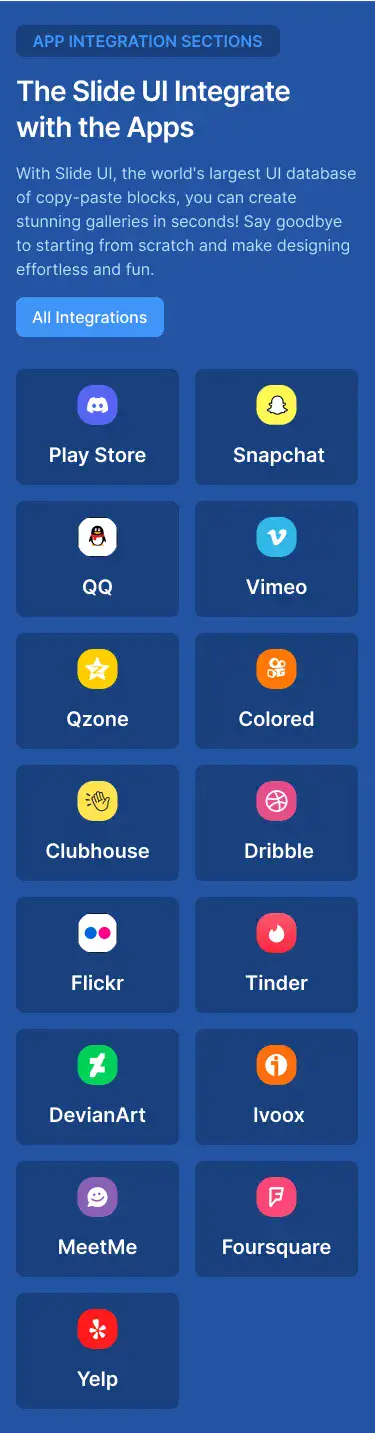 APP INTEGRATION SECTIONS
The Slide UI Integrate
with the Apps
With Slide UI, the world's largest UI database
of copy-paste blocks, you can create
stunning galleries in seconds! Say goodbye
to starting from scratch and make designing
effortless and fun.
All Integrations
Play Store
Snapchat
QQ
Vimeo
Qzone
Colored
Clubhouse
Dribble
Flickr
Tinder
DevianArt
Ivoox
MeetMe
Foursquare
Yelp